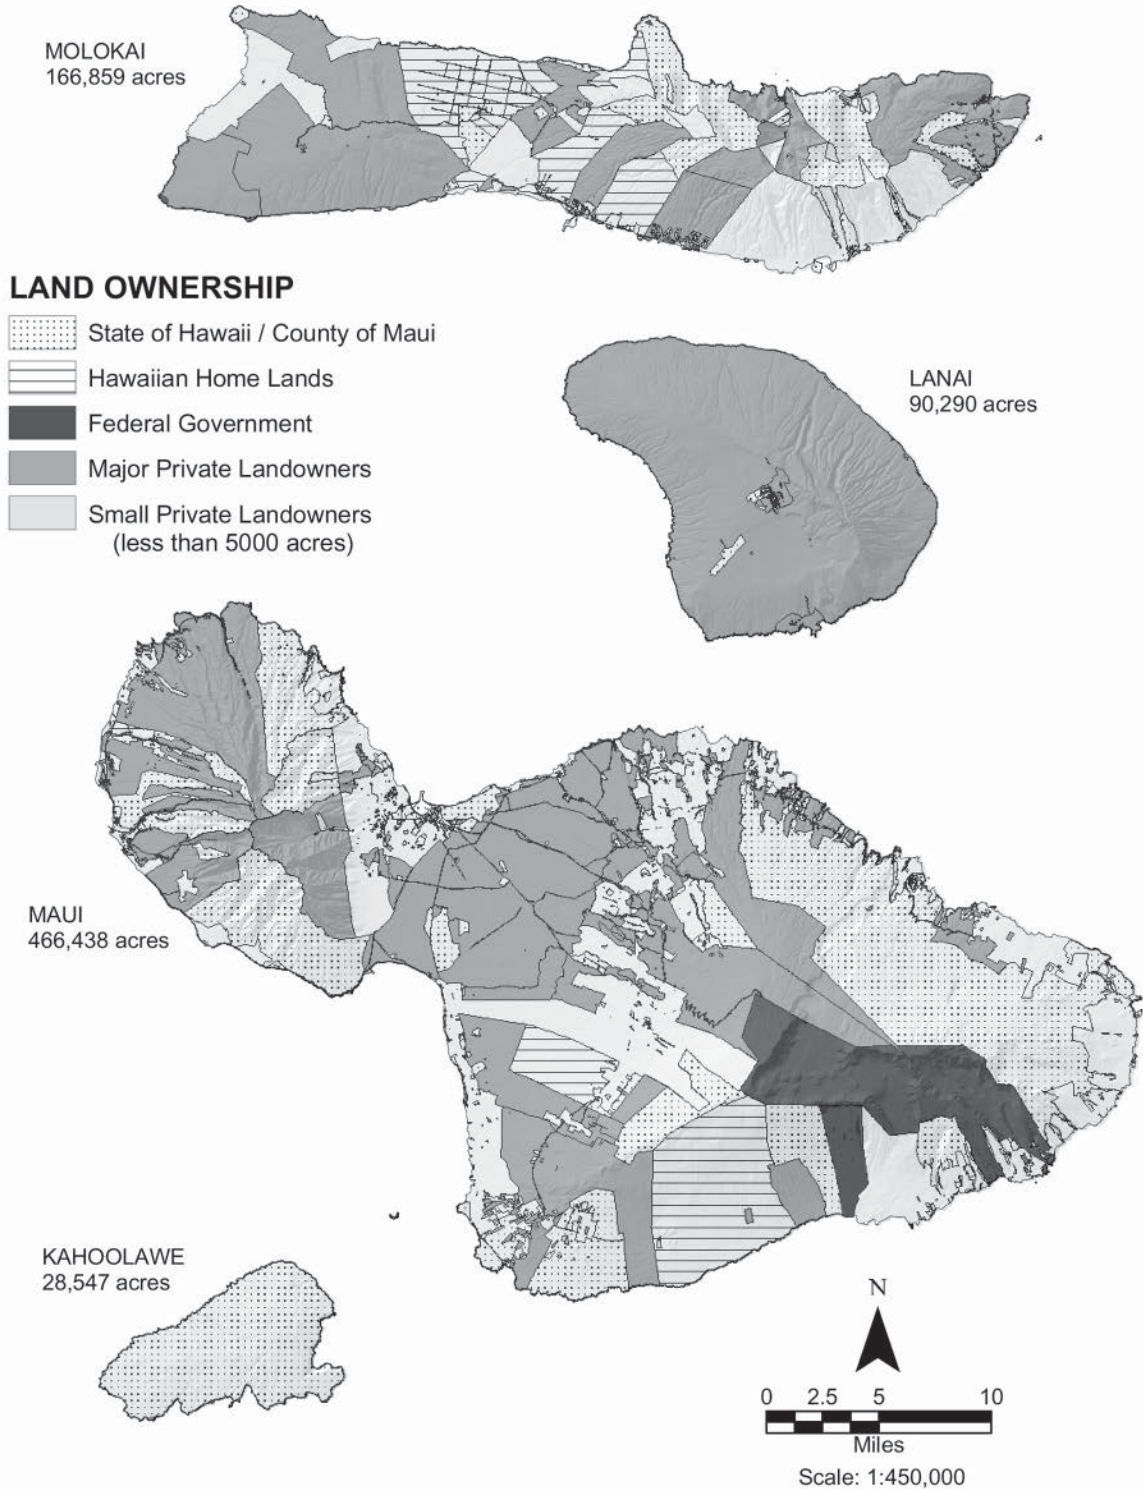 MOLOKAI
166,859 acres
LAND OWNERSHIP
State of Hawaii / County of Maui
Hawaiian Home Lands
Federal Government
Major Private Landowners
Small Private Landowners
(less than 5000 acres)
LANAI
90,290 acres
MAUI
466,438 acres
KAHOOLAWE
28,547 acres
N
0 2.5 5 10
Miles
Scale: 1:450,000